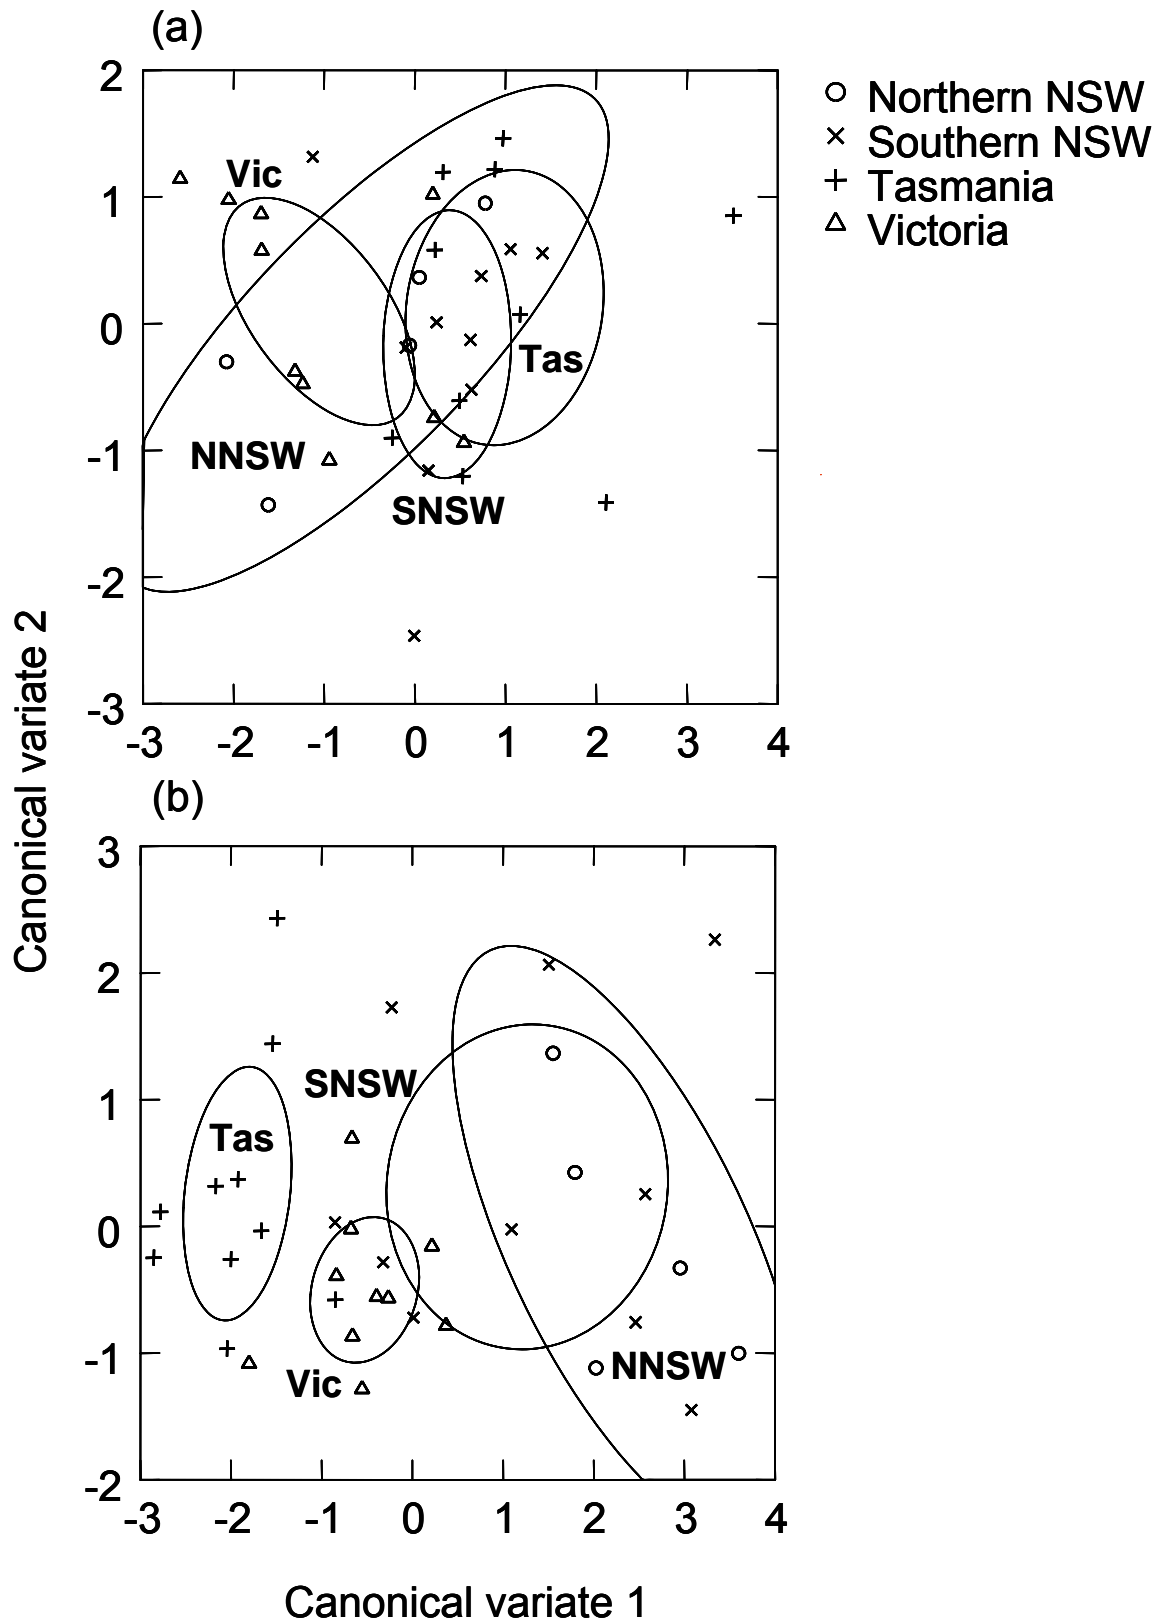 (a)
Northern NSW
Southern NSW
Tasmania
Victoria
2
1
0
-1
-2
-3
Vic
Tas
NNSW
SNSW
-3 -2 -1 0 1 2 3 4
Canonical variate 2
(b)
3
2
1
0
-1
-2
SNSW
Tas
Vic
NNSW
-3 -2 -1 0 1 2 3 4
Canonical variate 1